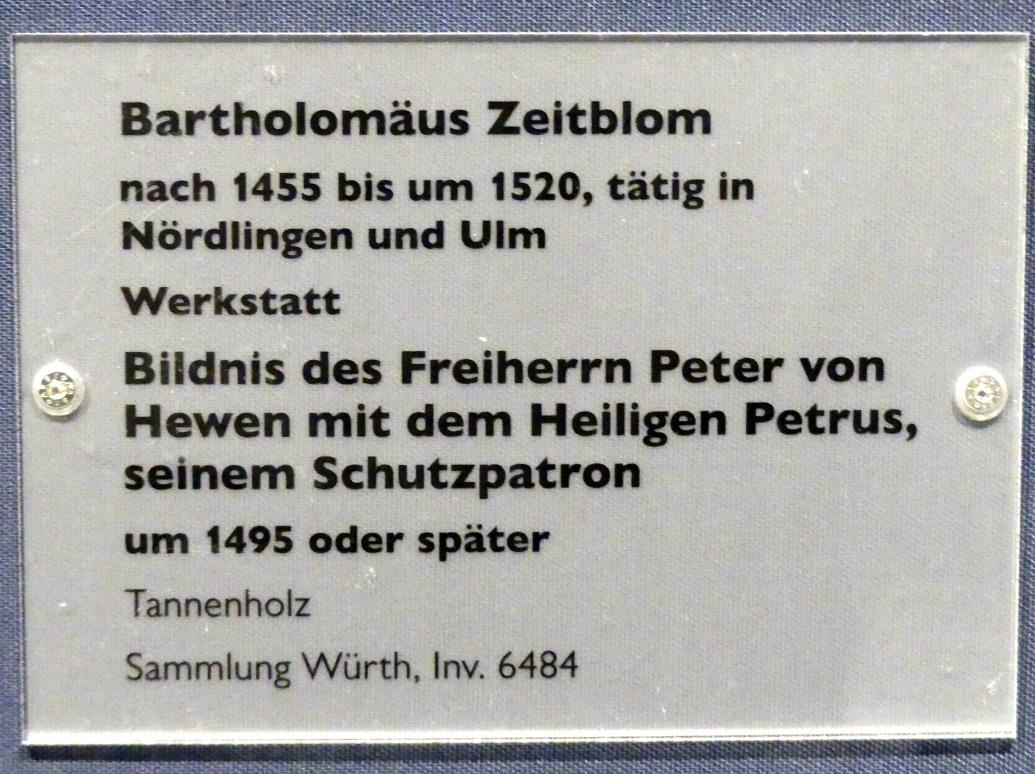 Bartholomäus Zeitblom
nach 1455 bis um 1520, tätig in
Nördlingen und Ulm
Werkstatt
Bildnis des Freiherrn Peter von
Hewen mit dem Heiligen Petrus,
seinem Schutzpatron
um 1495 oder später
Tannenholz
Sammlung Würth, Inv. 6484